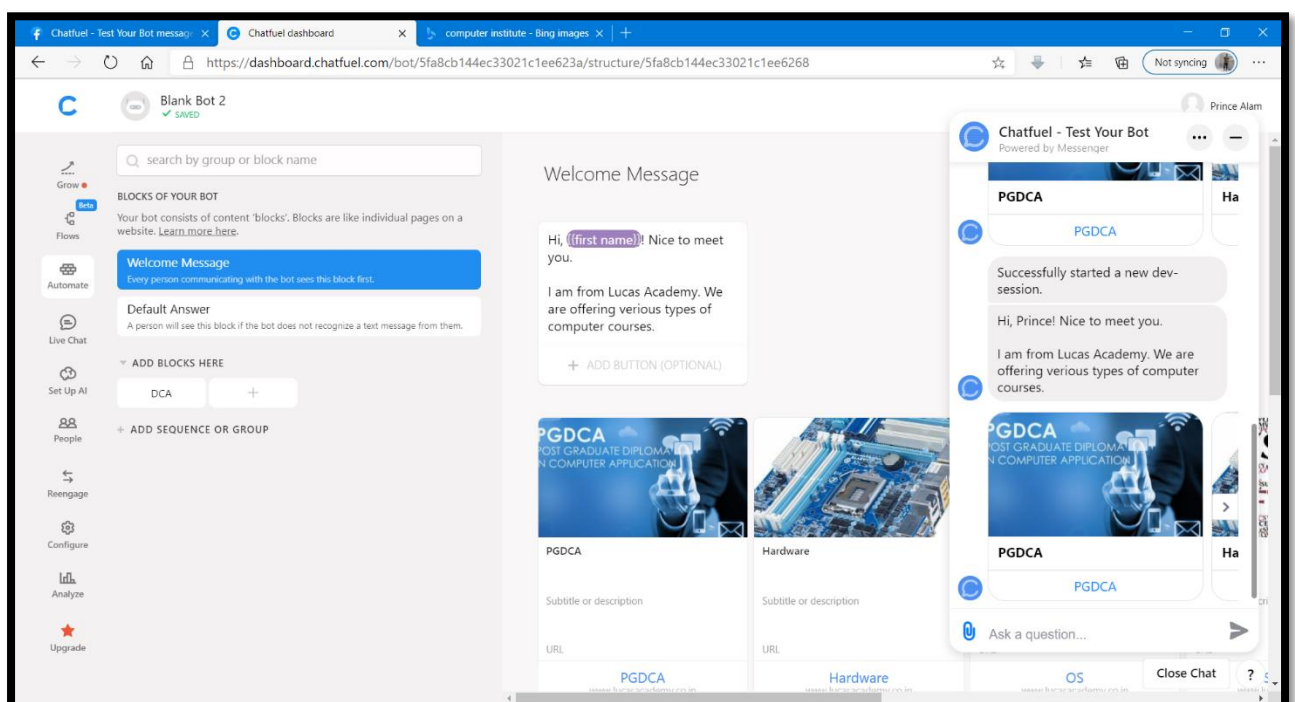 Chatfuel - Test Your Bot messag
Chatfuel dashboard
computer institute - Bing images
https://dashboard.chatfuel.com/bot/5fa8cb144ec33021c1ee623a/structure/5fa8cb144ec33021c1ee6268
Not syncing
Blank Bot 2
SAVED
Prince Alam
Grow
Beta
Flows
Automate
Live Chat
Set Up AI
People
Reengage
Configure
Analyze
Upgrade
search by group or block name
BLOCKS OF YOUR BOT
Your bot consists of content 'blocks'. Blocks are like individual pages on a
website. Learn more here.
Welcome Message
Every person communicating with the bot sees this block first.
Default Answer
A person will see this block if the bot does not recognize a text message from them.
ADD BLOCKS HERE
DCA
+
+ ADD SEQUENCE OR GROUP
Welcome Message
Hi, {{first name}}! Nice to meet
you.
I am from Lucas Academy. We
are offering verious types of
computer courses.
+ ADD BUTTON (OPTIONAL)
PGDCA
POST GRADUATE DIPLOMA
IN COMPUTER APPLICATION
PGDCA
Subtitle or description
URL
PGDCA
Hardware
Subtitle or description
URL
Hardware
OS
Chatfuel - Test Your Bot
Powered by Messenger
PGDCA
Ha
PGDCA
Successfully started a new dev-
session.
Hi, Prince! Nice to meet you.
I am from Lucas Academy. We are
offering verious types of computer
courses.
PGDCA
POST GRADUATE DIPLOMA
IN COMPUTER APPLICATION
PGDCA
Ha
PGDCA
Ask a question...
Close Chat
?